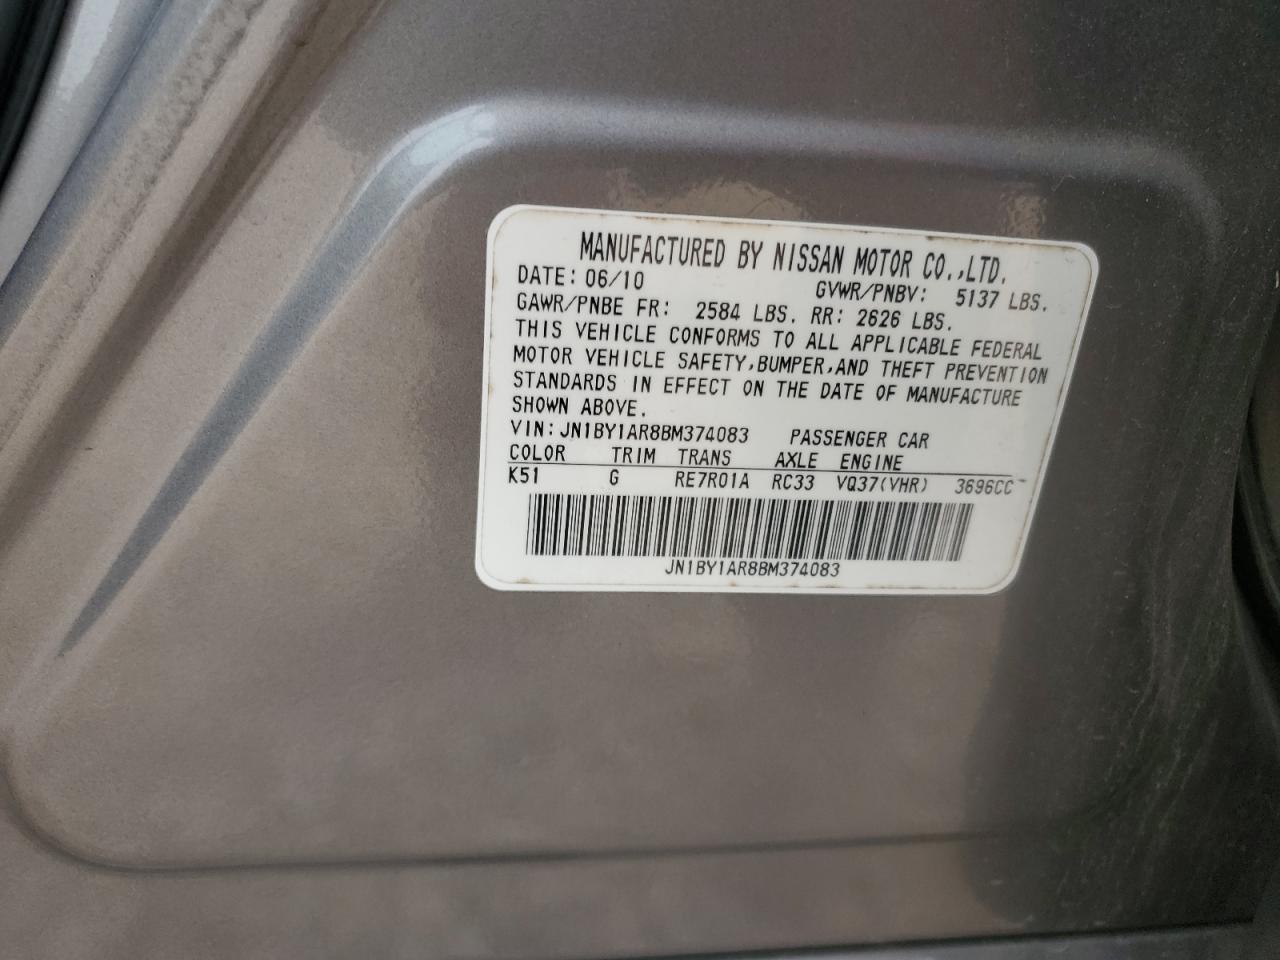 MANUFACTURED BY NISSAN MOTOR CO.,LTD.
DATE: 06/10 GVWR/PNBV: 5137 LBS.
GAWR/PNBE FR: 2584 LBS. RR: 2626 LBS.
THIS VEHICLE CONFORMS TO ALL APPLICABLE FEDERAL
MOTOR VEHICLE SAFETY,BUMPER,AND THEFT PREVENTION
STANDARDS IN EFFECT ON THE DATE OF MANUFACTURE
SHOWN ABOVE.
VIN:JN1BY1AR8BM374083 PASSENGER CAR
COLOR TRIM TRANS AXLE ENGINE
K51 G RE7R01A RC33 VQ37(VHR) 3696CC
JN1BY1AR8BM374083